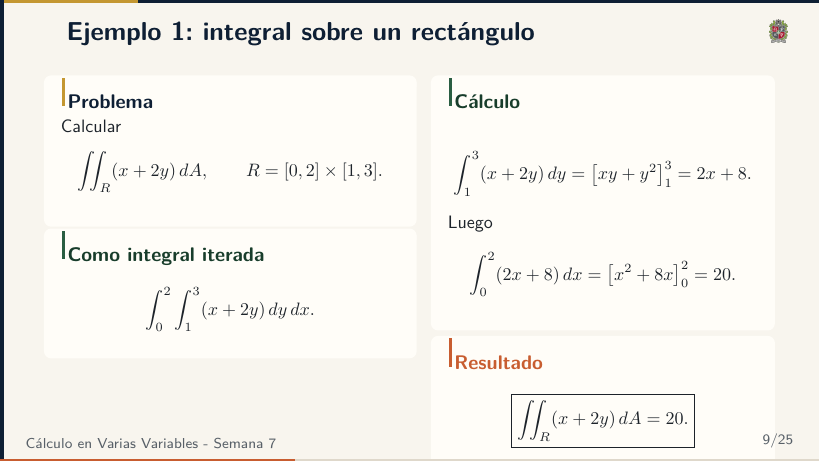 Ejemplo 1: integral sobre un rectángulo
Problema
Calcular
∬_R (x + 2y) dA,   R = [0, 2] × [1, 3].
Como integral iterada
∫_0^2 ∫_1^3 (x + 2y) dy dx.
Cálculo
∫_1^3 (x + 2y) dy = [xy + y^2]_1^3 = 2x + 8.
Luego
∫_0^2 (2x + 8) dx = [x^2 + 8x]_0^2 = 20.
Resultado
∬_R (x + 2y) dA = 20.
Cálculo en Varias Variables - Semana 7
9/25